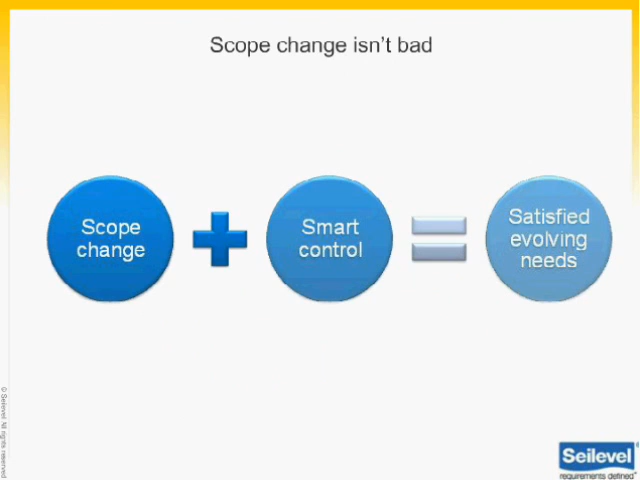 Scope change isn't bad
Scope
change
Smart
control
Satisfied
evolving
needs
© Seilevel All rights reserved
Seilevel
requirements defined